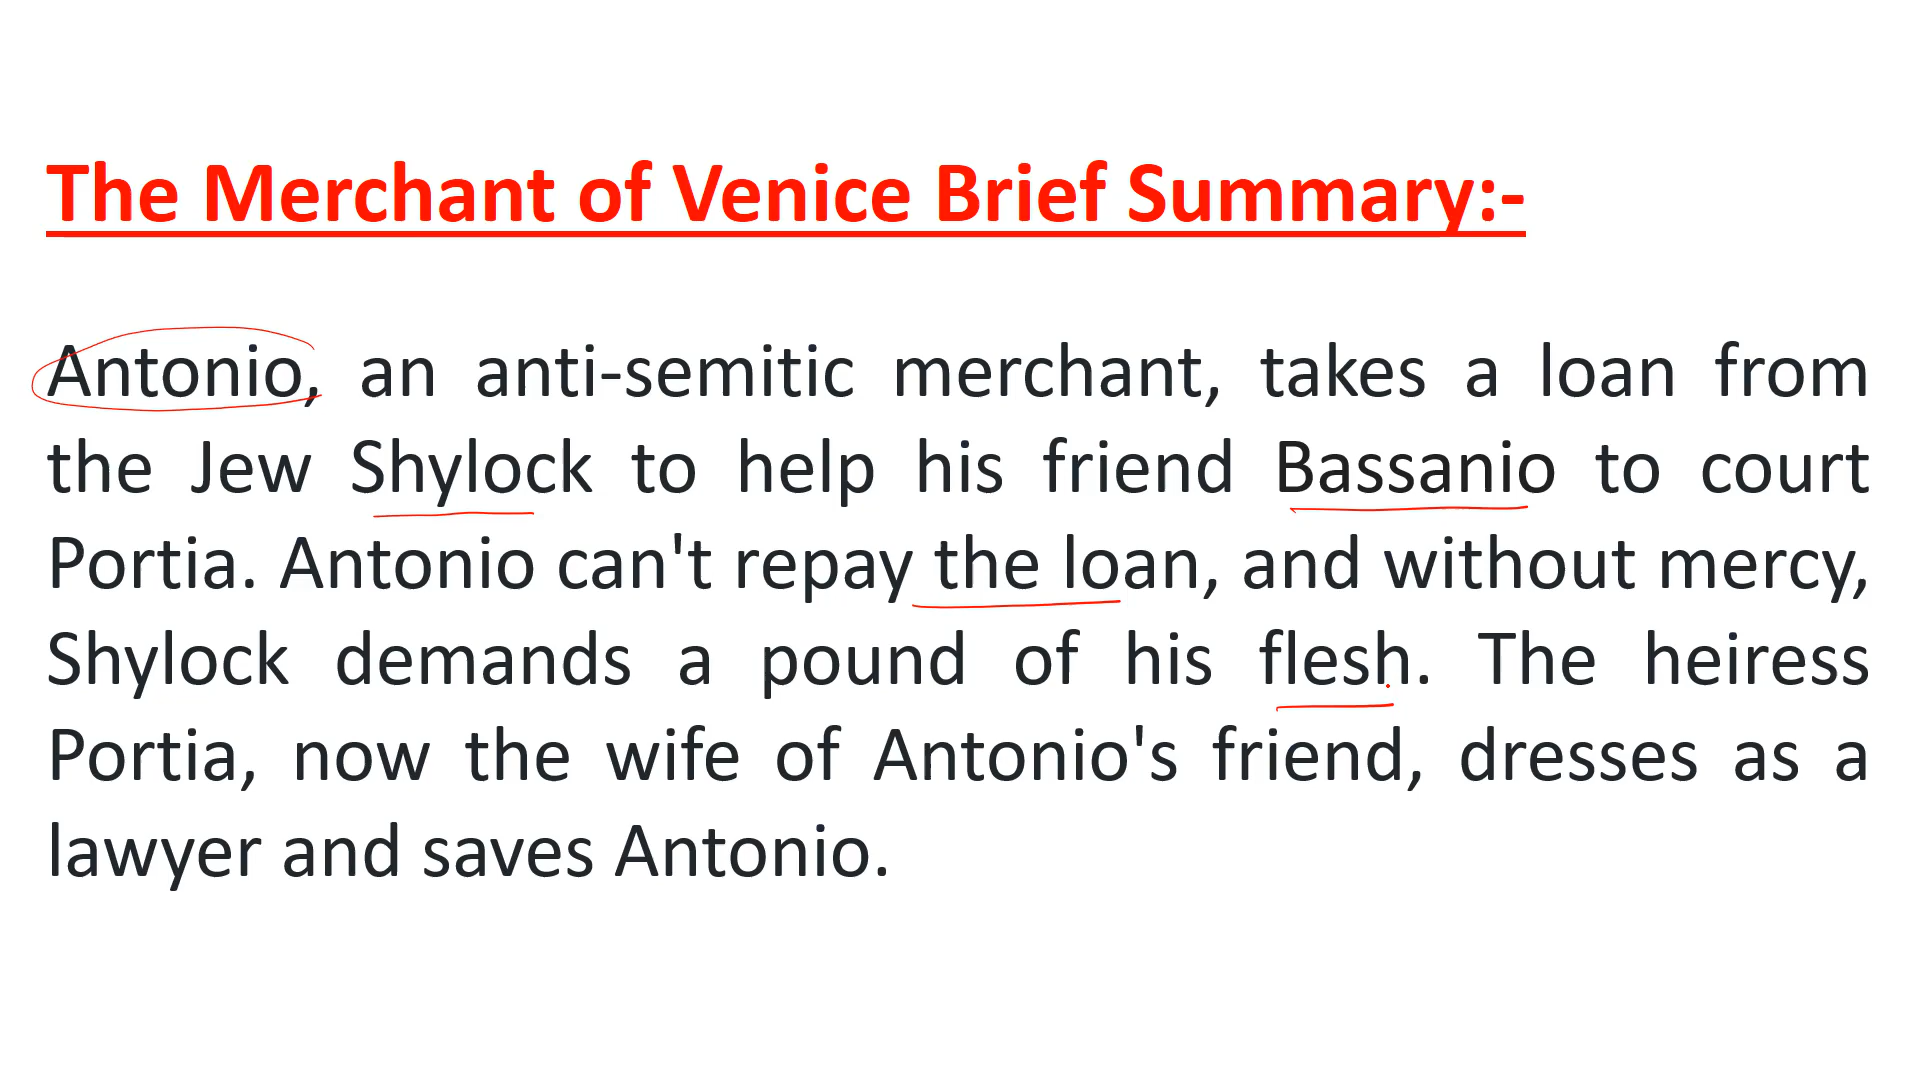 The Merchant of Venice Brief Summary:-
Antonio, an anti-semitic merchant, takes a loan from
the Jew Shylock to help his friend Bassanio to court
Portia. Antonio can't repay the loan, and without mercy,
Shylock demands a pound of his flesh. The heiress
Portia, now the wife of Antonio's friend, dresses as a
lawyer and saves Antonio.